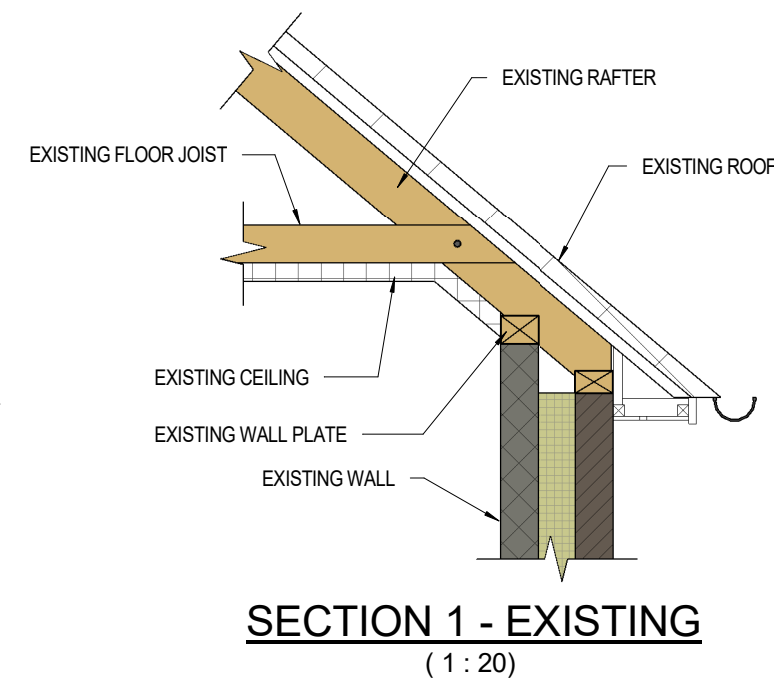 EXISTING RAFTER
EXISTING FLOOR JOIST
EXISTING ROOF
EXISTING CEILING
EXISTING WALL PLATE
EXISTING WALL
SECTION 1 - EXISTING
( 1 : 20)